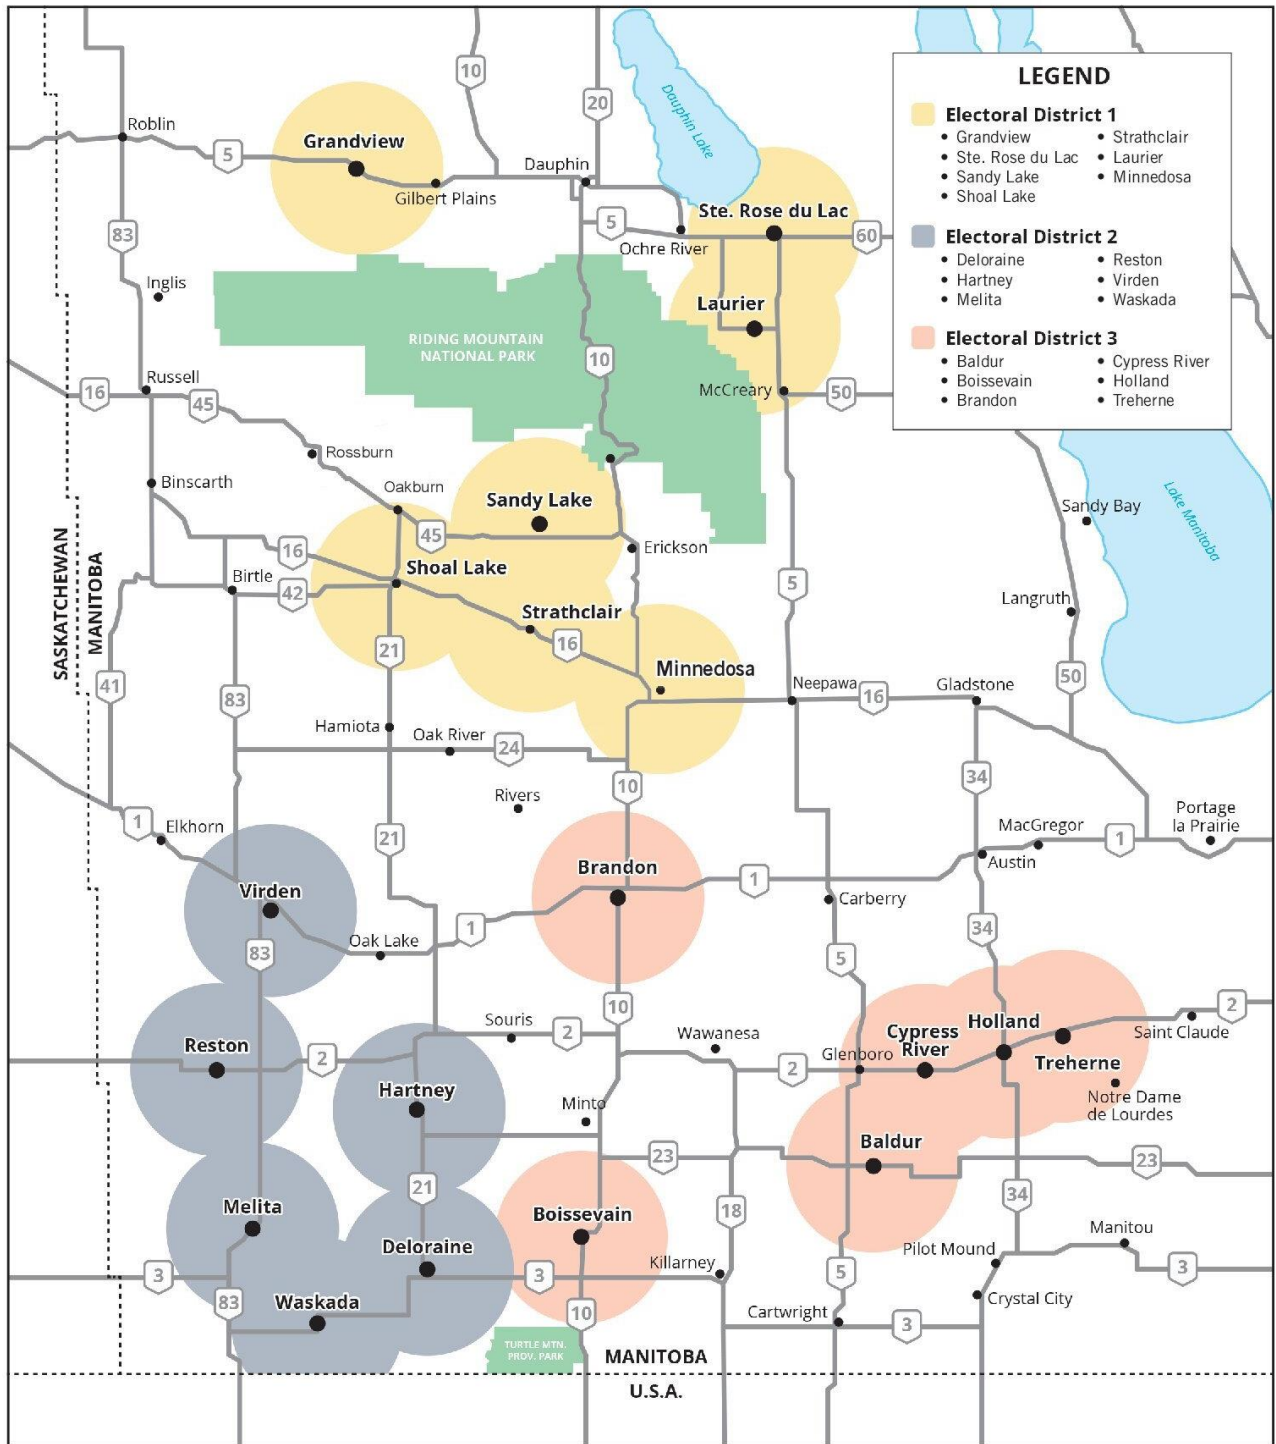 LEGEND
Electoral District 1
• Grandview
• Ste. Rose du Lac
• Sandy Lake
• Shoal Lake
• Strathclair
• Laurier
• Minnedosa
Electoral District 2
• Deloraine
• Hartney
• Melita
• Reston
• Virden
• Waskada
Electoral District 3
• Baldur
• Boissevain
• Brandon
• Cypress River
• Holland
• Treherne
10
20
Dauphin Lake
Roblin
Grandview
5
Dauphin
Gilbert Plains
Ste. Rose du Lac
5
60
Ochre River
83
Inglis
Laurier
RIDING MOUNTAIN
NATIONAL PARK
10
Russell
16
45
McCreary
50
Rossburn
Binscarth
Oakburn
Sandy Lake
Sandy Bay
Lake Manitoba
45
16
Erickson
Shoal Lake
Birtle
42
5
Langruth
SASKATCHEWAN
MANITOBA
Strathclair
21
16
Minnedosa
41
83
50
Neepawa
16
Gladstone
Hamiota
Oak River
24
10
34
Rivers
1
Elkhorn
21
Portage
la Prairie
MacGregor
1
Austin
Brandon
1
Virden
Carberry
Oak Lake
1
83
5
34
10
Souris
2
Wawanesa
Cypress
River
Holland
2
Saint Claude
Reston
2
Glenboro
2
Treherne
Hartney
Minto
Notre Dame
de Lourdes
Baldur
23
23
21
34
Melita
Boissevain
18
Manitou
Deloraine
Pilot Mound
Killarney
3
3
5
3
Waskada
83
10
Crystal City
Cartwright
3
TURTLE MTN.
PROV. PARK
MANITOBA
U.S.A.